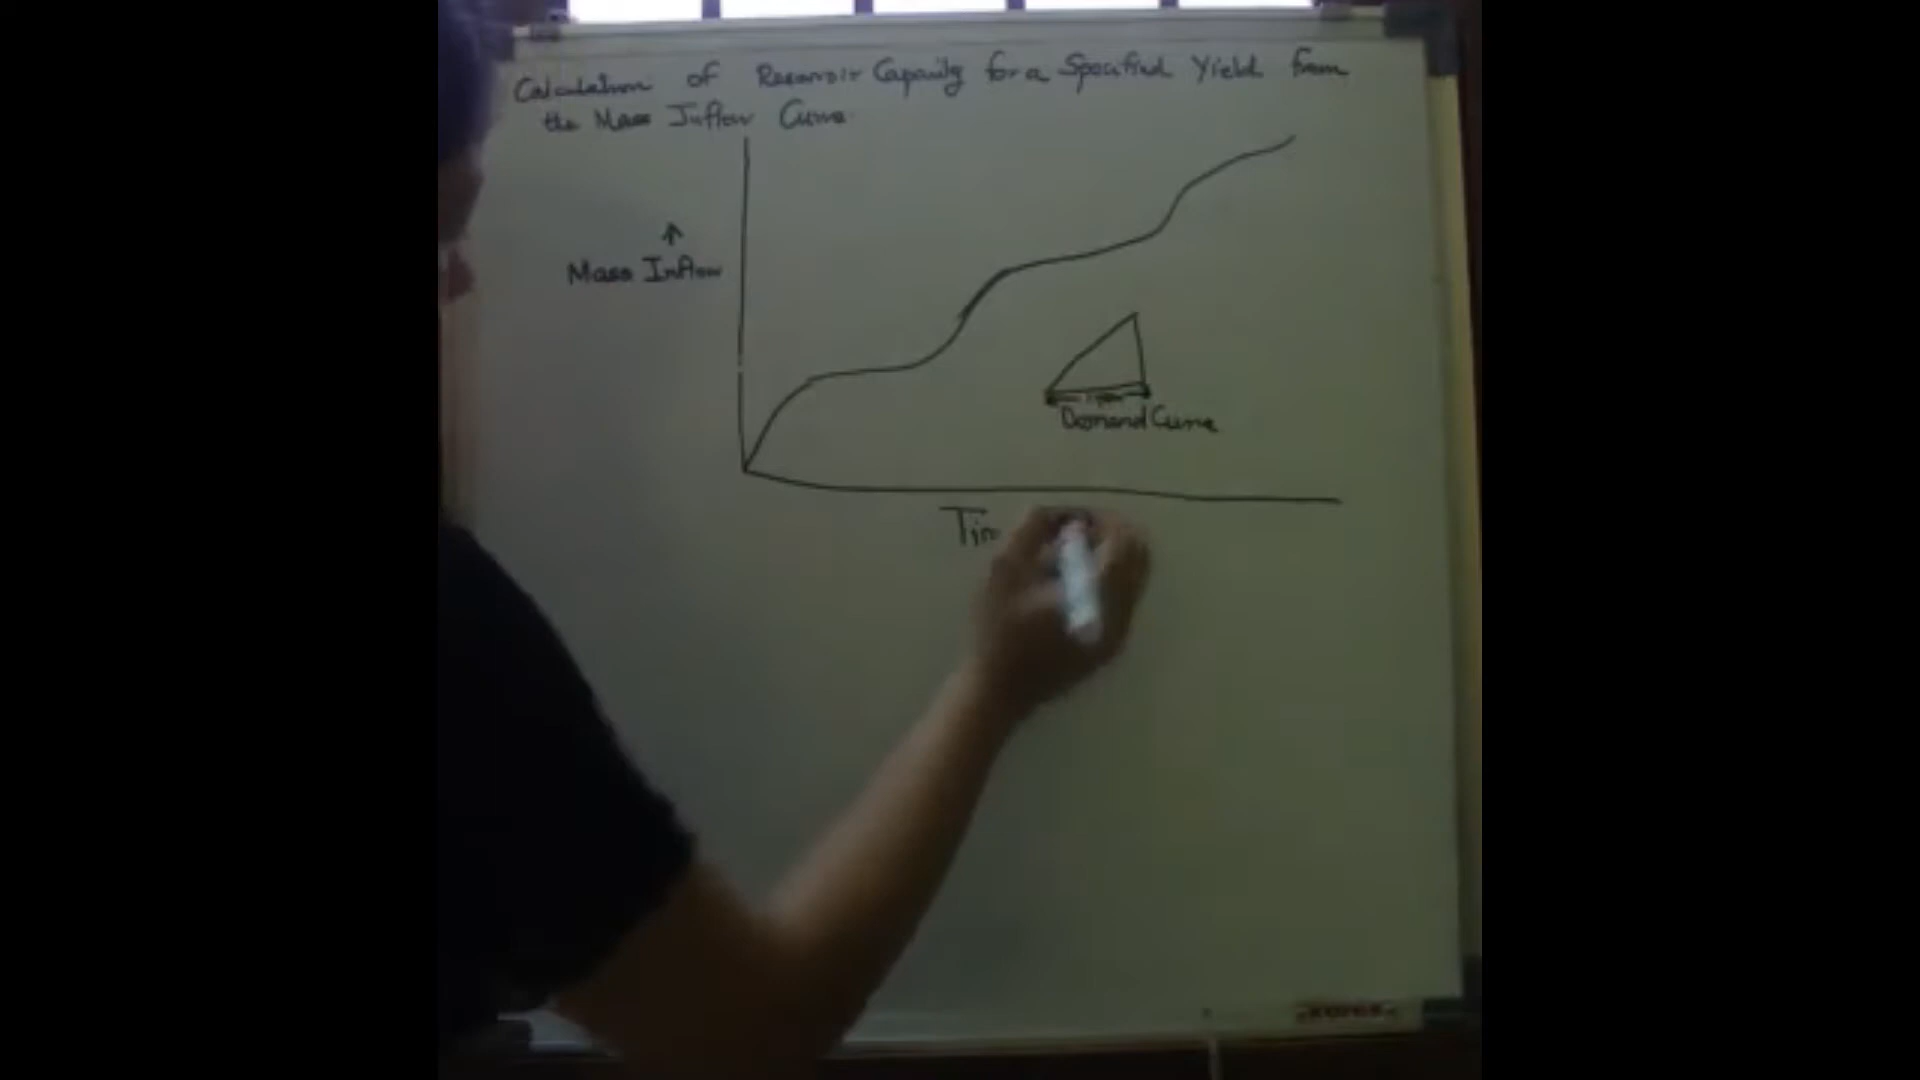 Calculation of Reservoir Capacity for a Specified Yield from
the Mass Inflow Curve.
↑
Mass Inflow
Demand Curve
Tim